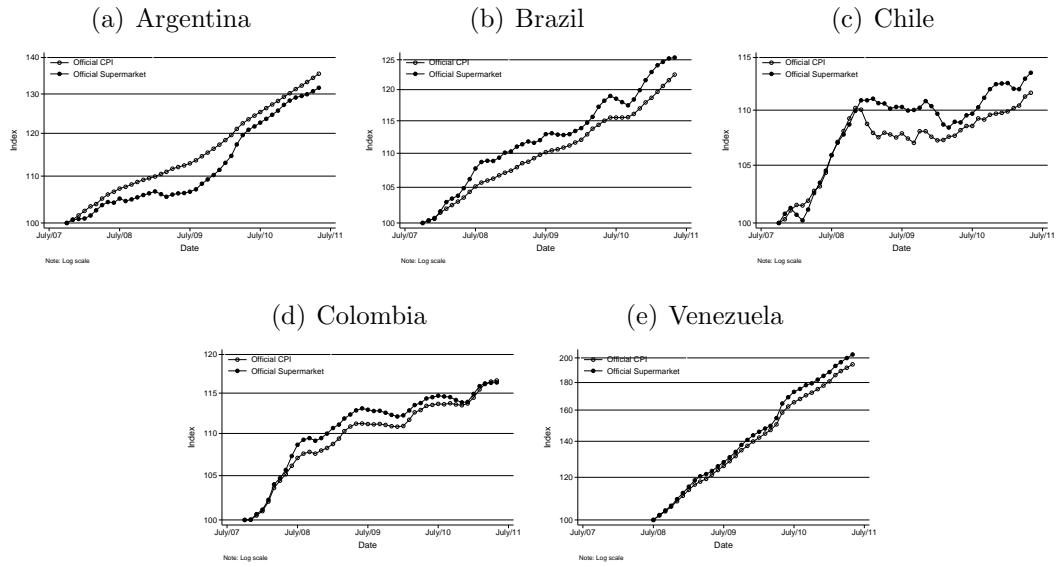 (a) Argentina
(b) Brazil
(c) Chile
Official CPI
Official Supermarket
140
130
120
110
100
Index
July/07
July/08
July/09
July/10
July/11
Date
Note: Log scale
Official CPI
Official Supermarket
125
120
115
110
105
100
Index
July/07
July/08
July/09
July/10
July/11
Date
Note: Log scale
Official CPI
Official Supermarket
115
110
105
100
Index
July/07
July/08
July/09
July/10
July/11
Date
Note: Log scale
(d) Colombia
(e) Venezuela
Official CPI
Official Supermarket
120
115
110
105
100
Index
July/07
July/08
July/09
July/10
July/11
Date
Note: Log scale
Official CPI
Official Supermarket
200
180
160
140
120
100
Index
July/07
July/08
July/09
July/10
July/11
Date
Note: Log scale